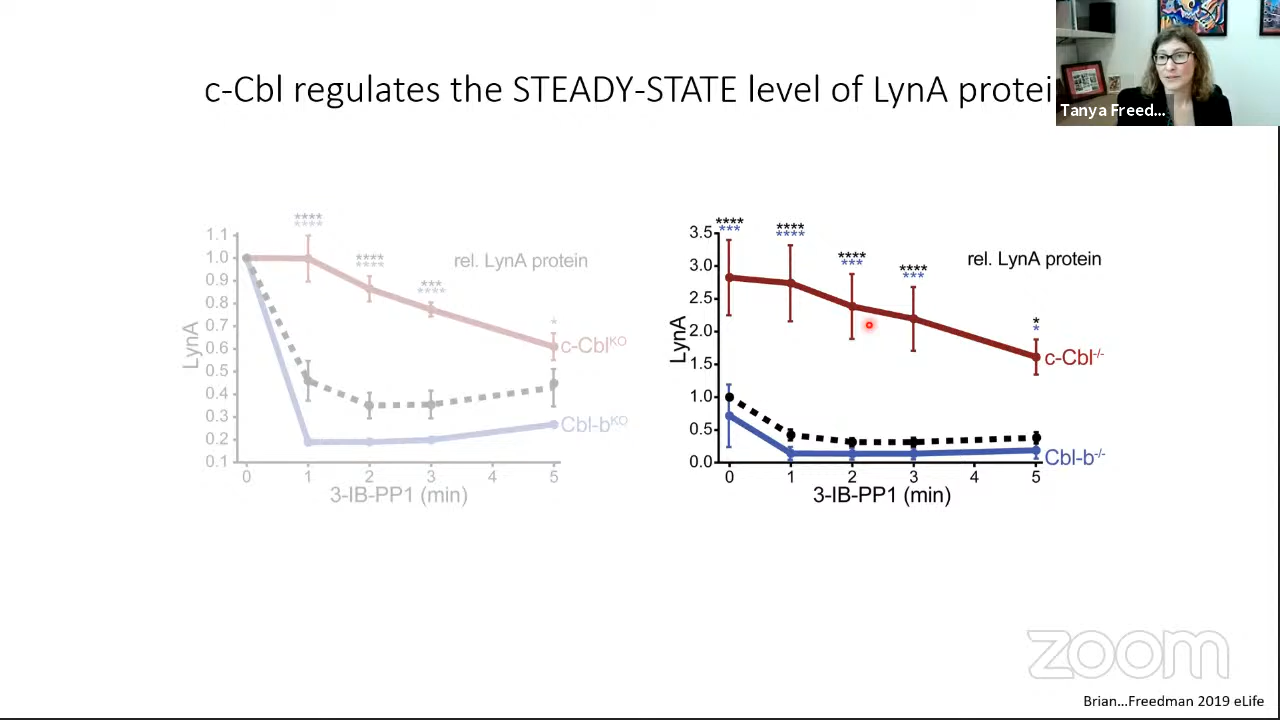 c-Cbl regulates the STEADY-STATE level of LynA protei
Tanya Freed...
****
****
****
****
***
****
*
1.1
1.0
0.9
0.8
0.7
0.6
0.5
0.4
0.3
0.2
0.1
LynA
rel. LynA protein
c-CblKO
Cbl-bKO
0 1 2 3 4 5
3-IB-PP1 (min)
****
***
****
****
****
***
****
***
*
*
3.5
3.0
2.5
2.0
1.5
1.0
0.5
0.0
LynA
rel. LynA protein
c-Cbl-/-
Cbl-b-/-
0 1 2 3 4 5
3-IB-PP1 (min)
zoom
Brian...Freedman 2019 eLife